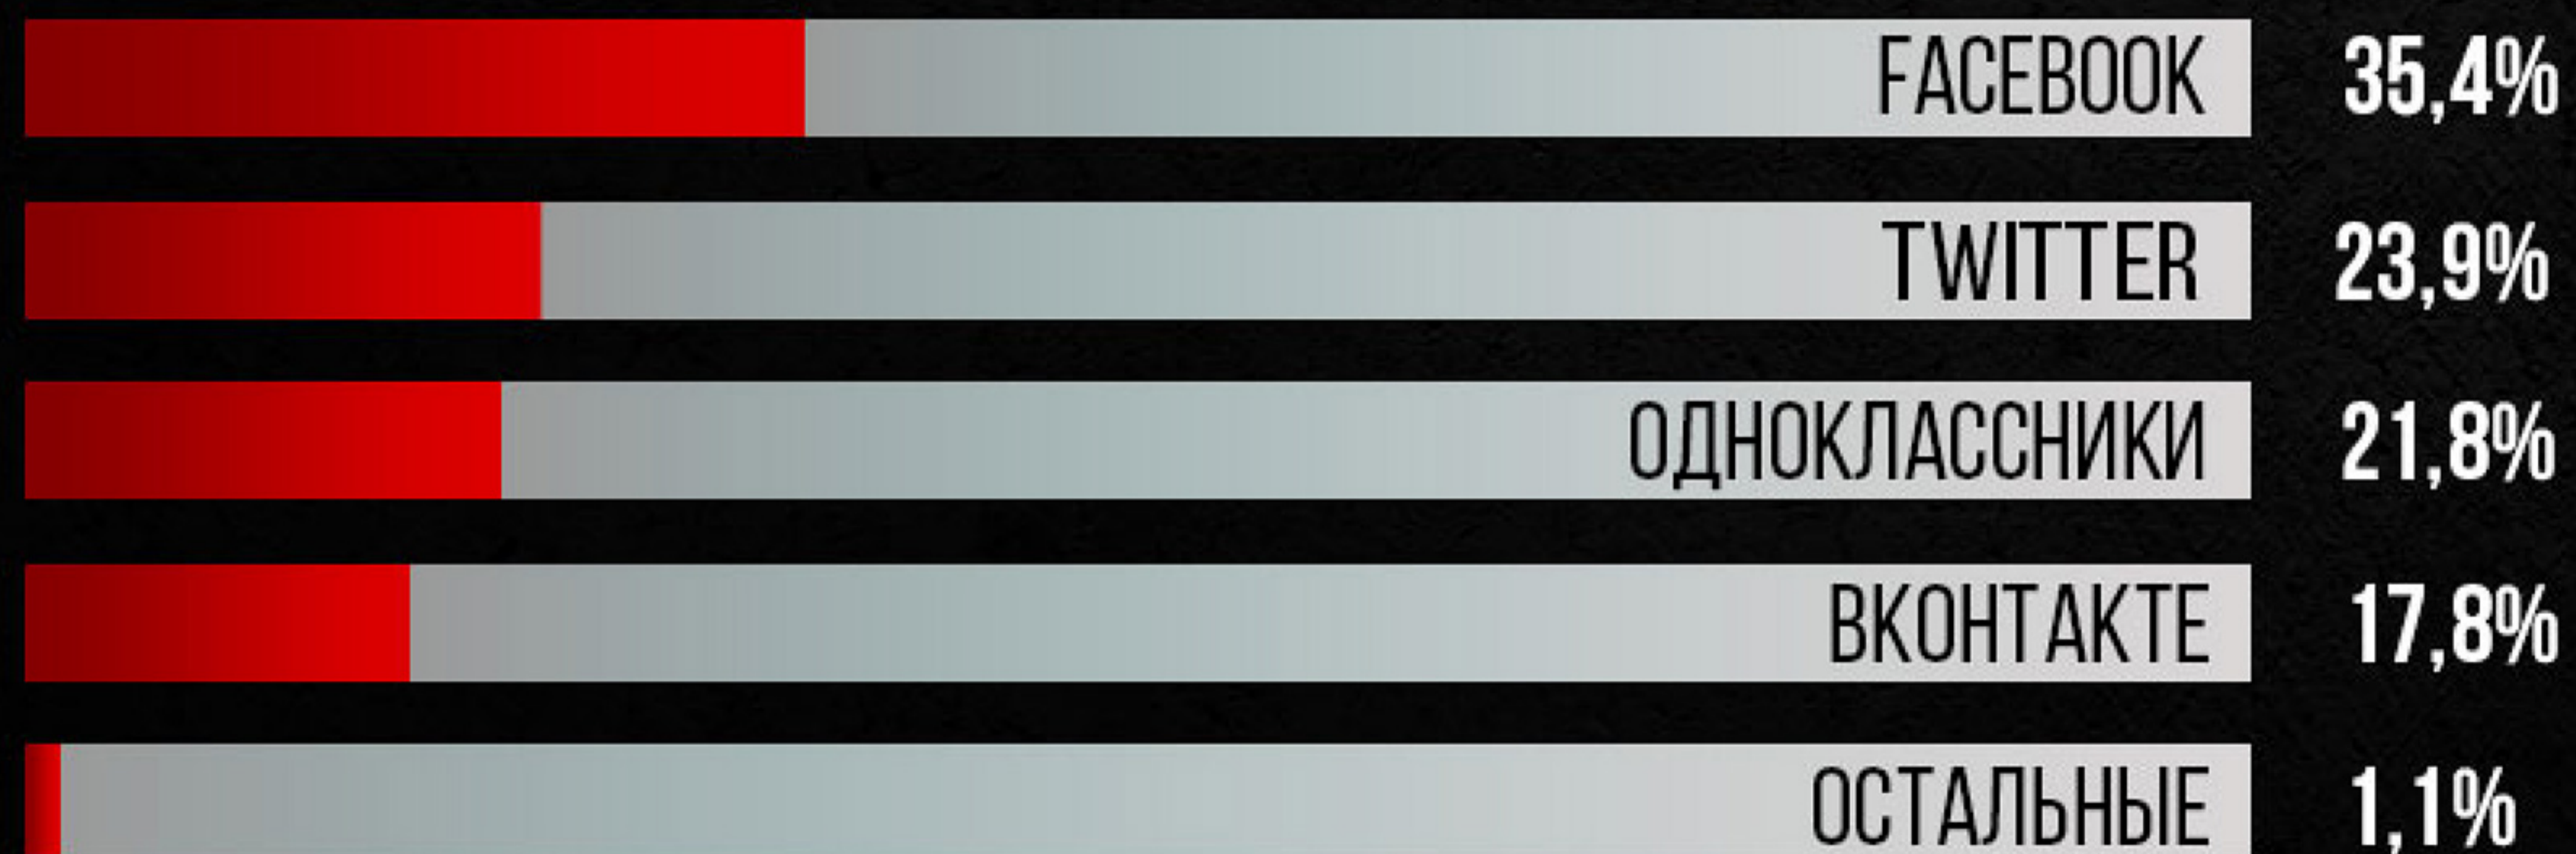 FACEBOOK 35,4%
TWITTER 23,9%
ОДНОКЛАССНИКИ 21,8%
ВКОНТАКТЕ 17,8%
ОСТАЛЬНЫЕ 1,1%